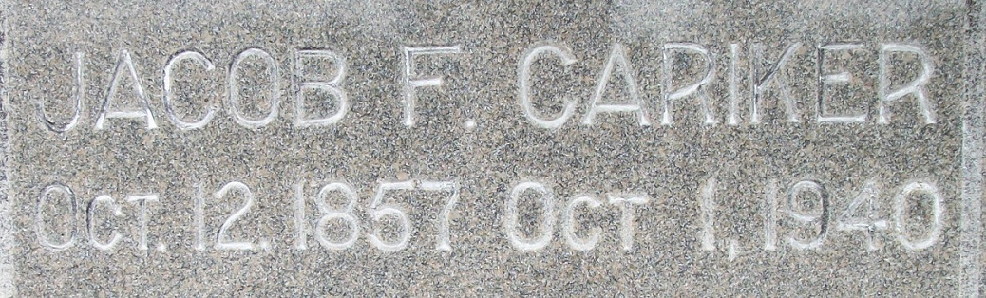 JACOB F. CARIKER
OCT. 12. 1857 OCT 1, 1940